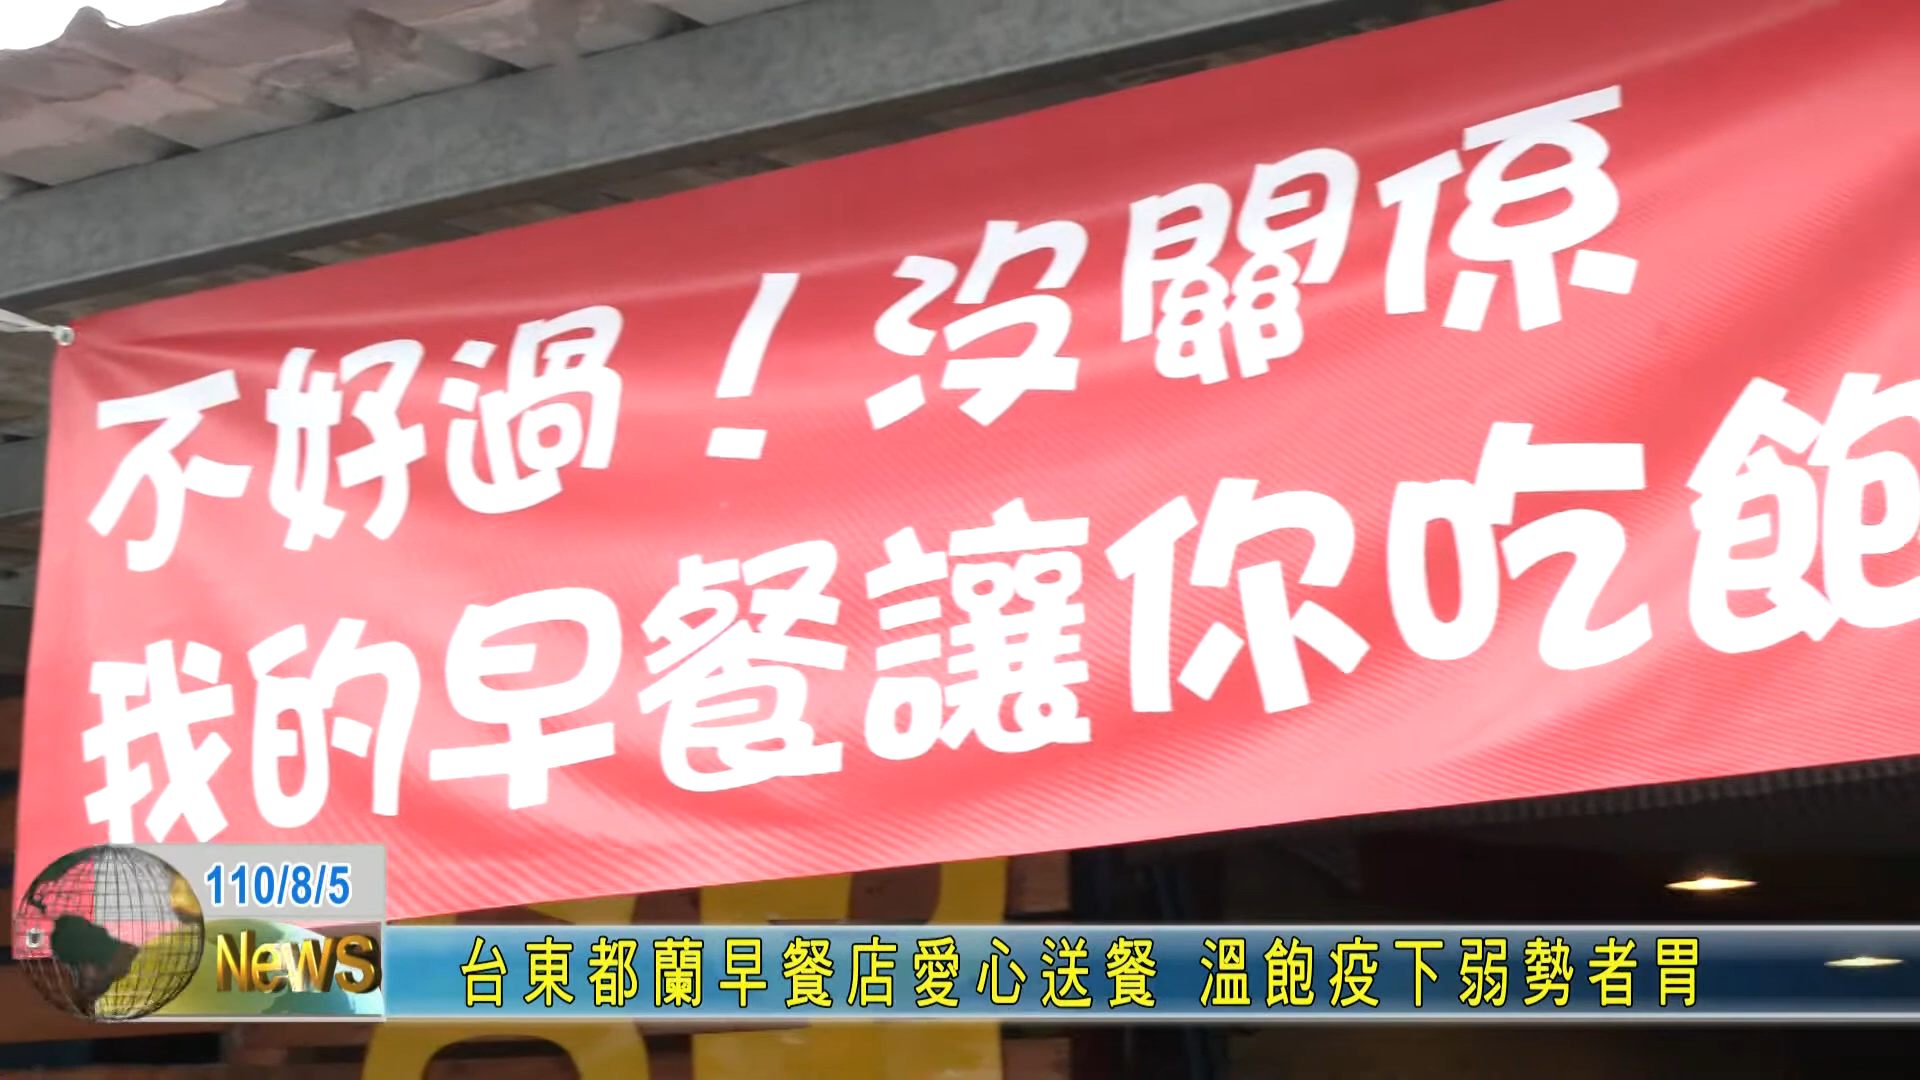 不好過！沒關係
我的早餐讓你吃飽
110/8/5
News
台東都蘭早餐店愛心送餐 溫飽疫下弱勢者胃